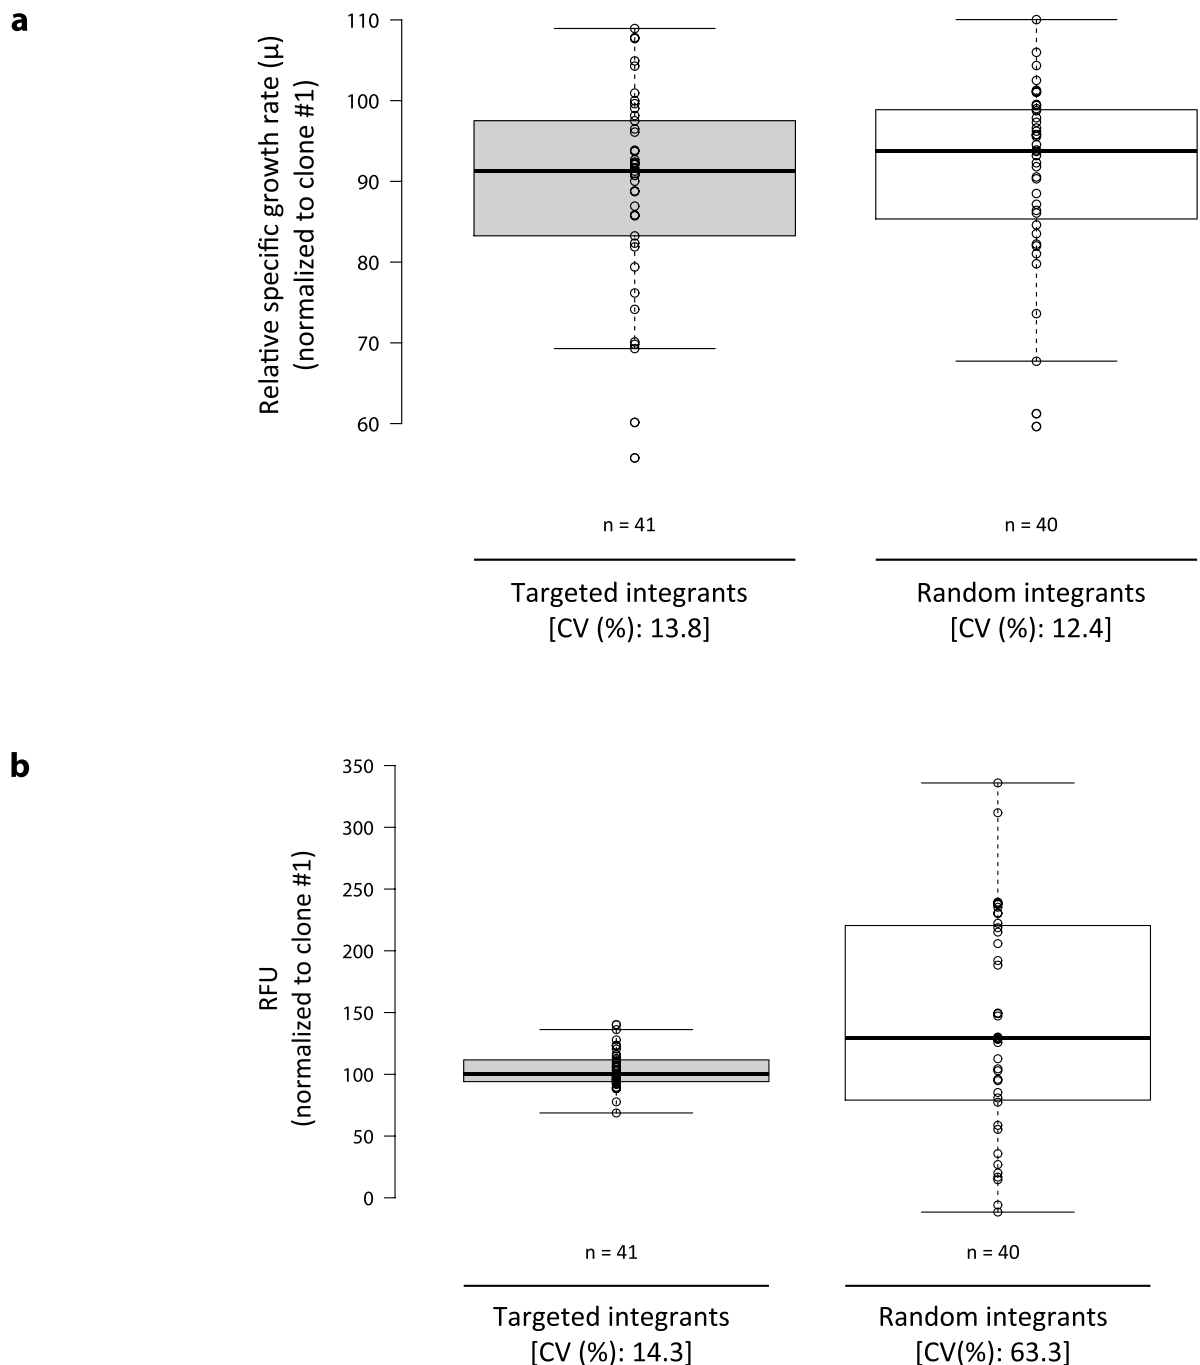 a
Relative specific growth rate (µ)
(normalized to clone #1)
110
100
90
80
70
60
n = 41
n = 40
Targeted integrants
[CV (%): 13.8]
Random integrants
[CV (%): 12.4]
b
RFU
(normalized to clone #1)
350
300
250
200
150
100
50
0
n = 41
n = 40
Targeted integrants
[CV (%): 14.3]
Random integrants
[CV(%): 63.3]